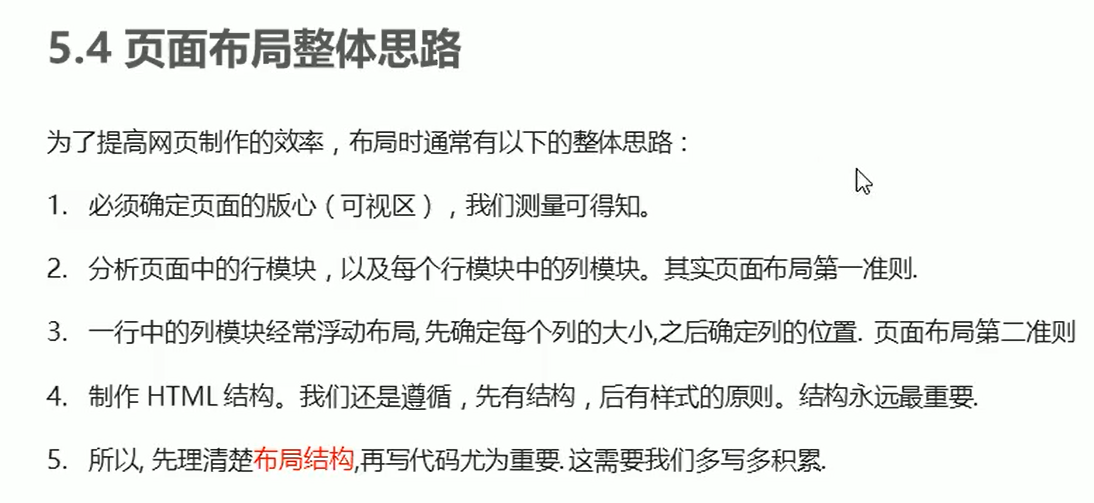 5.4 页面布局整体思路
为了提高网页制作的效率，布局时通常有以下的整体思路：
1. 必须确定页面的版心（可视区），我们测量可得知。
2. 分析页面中的行模块，以及每个行模块中的列模块。其实页面布局第一准则.
3. 一行中的列模块经常浮动布局,先确定每个列的大小,之后确定列的位置. 页面布局第二准则
4. 制作 HTML 结构。我们还是遵循，先有结构，后有样式的原则。结构永远最重要.
5. 所以, 先理清楚布局结构,再写代码尤为重要. 这需要我们多写多积累.